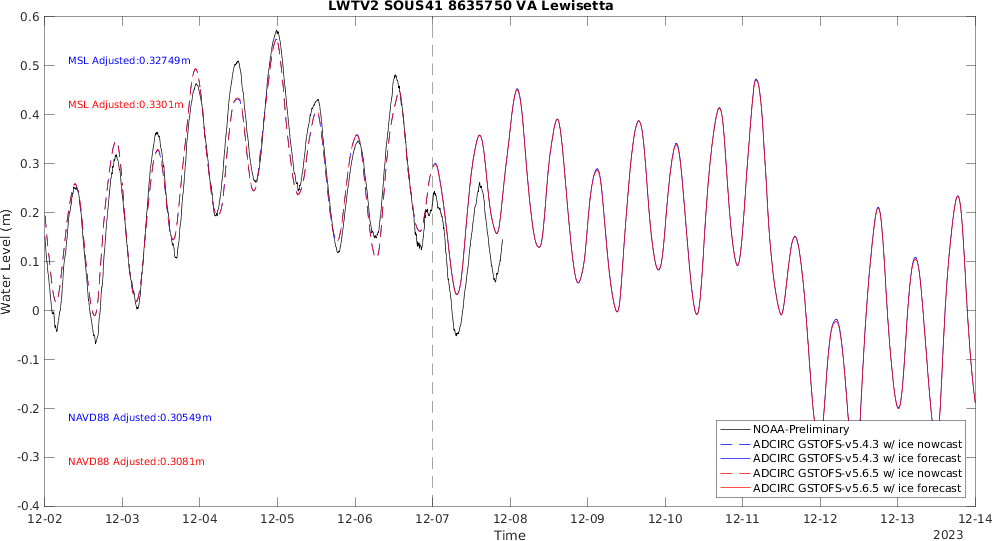 LWTV2 SOUS41 8635750 VA Lewisetta
0.6
0.5
0.4
0.3
0.2
0.1
0
-0.1
-0.2
-0.3
-0.4
Water Level (m)
MSL Adjusted:0.32749m
MSL Adjusted:0.3301m
NAVD88 Adjusted:0.30549m
NAVD88 Adjusted:0.3081m
NOAA-Preliminary
ADCIRC GSTOFS-v5.4.3 w/ ice nowcast
ADCIRC GSTOFS-v5.4.3 w/ ice forecast
ADCIRC GSTOFS-v5.6.5 w/ ice nowcast
ADCIRC GSTOFS-v5.6.5 w/ ice forecast
12-02 12-03 12-04 12-05 12-06 12-07 12-08 12-09 12-10 12-11 12-12 12-13 12-14
Time
2023